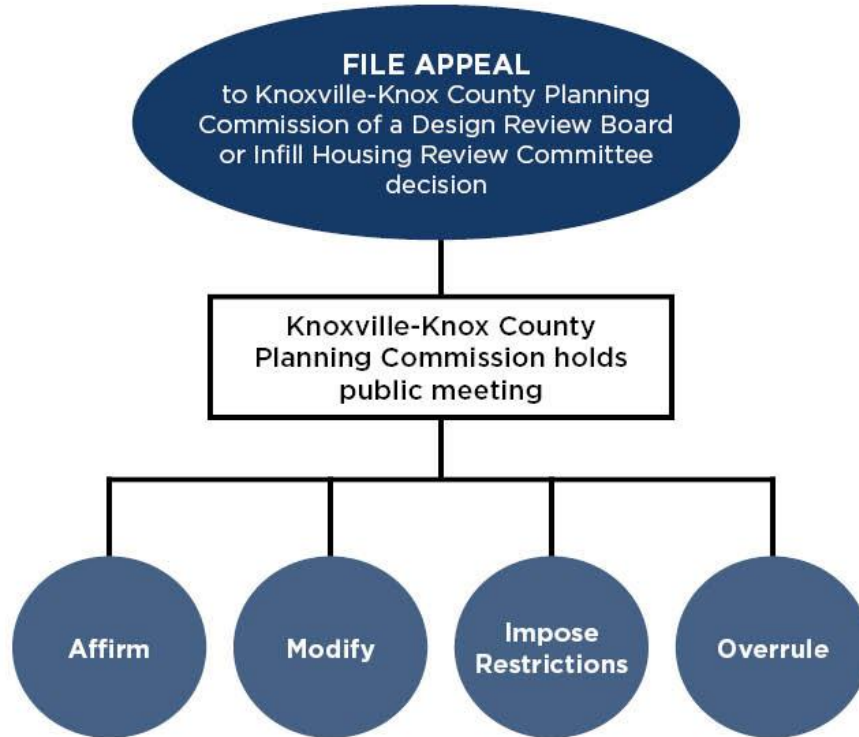 FILE APPEAL
to Knoxville-Knox County Planning
Commission of a Design Review Board
or Infill Housing Review Committee
decision
Knoxville-Knox County
Planning Commission holds
public meeting
Affirm
Modify
Impose
Restrictions
Overrule